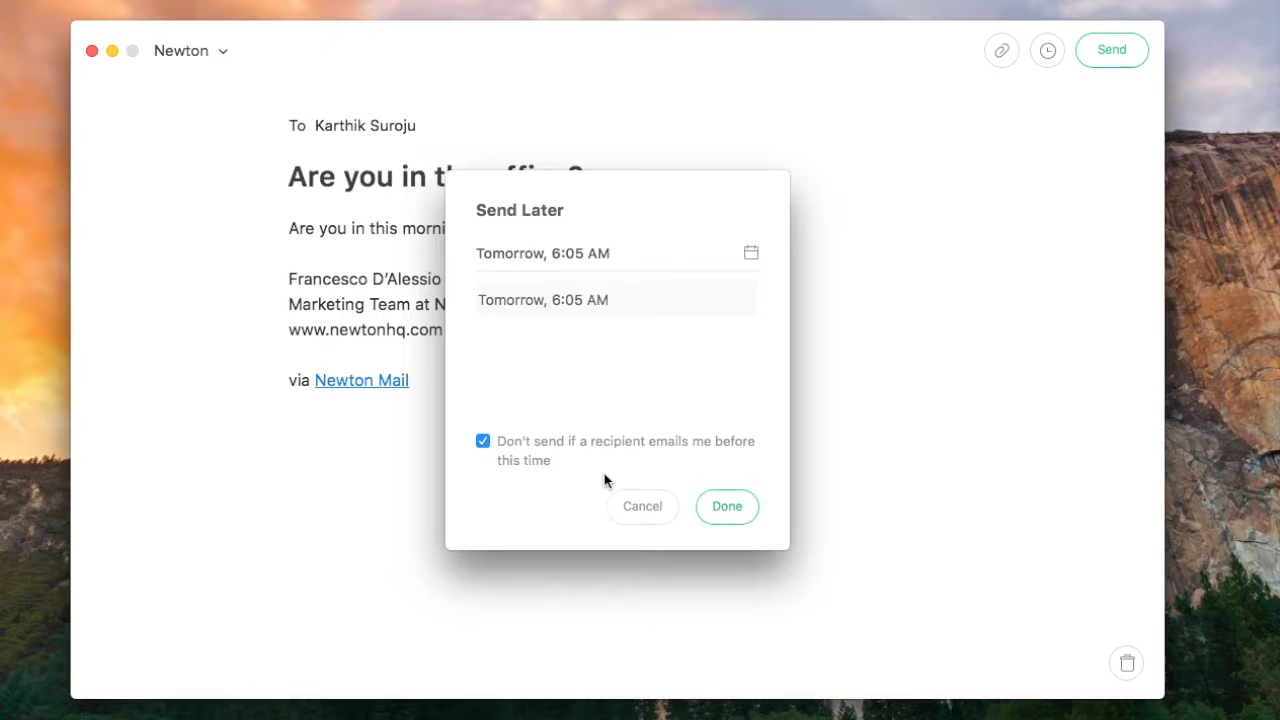 Newton
Send
To Karthik Suroju
Are you in
Are you in this morni
Francesco D'Alessio
Marketing Team at N
www.newtonhq.com
via Newton Mail
Send Later
Tomorrow, 6:05 AM
Tomorrow, 6:05 AM
Don't send if a recipient emails me before
this time
Cancel
Done